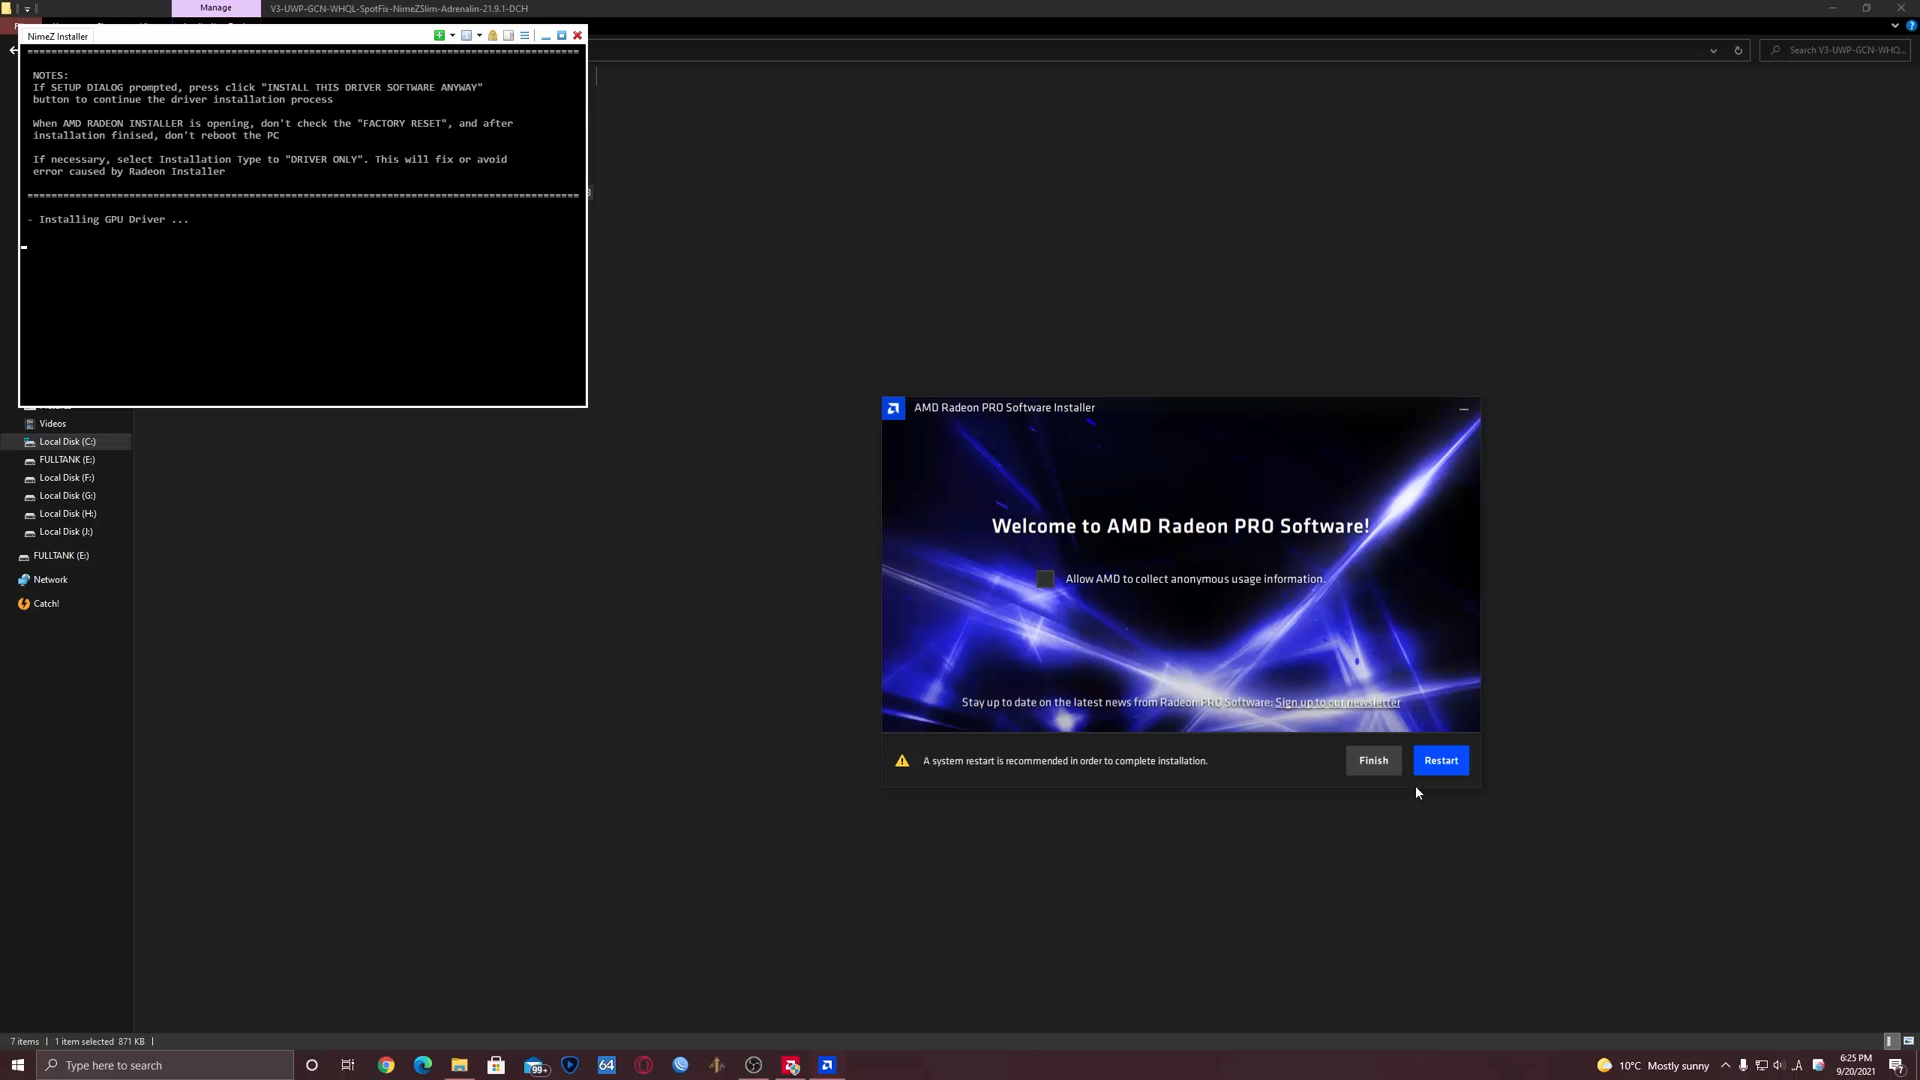 Manage
V3-UWP-GCN-WHQL-SpotFix-NimeZSlim-Adrenalin-21.9.1-DCH
NimeZ Installer
Search V3-UWP-GCN-WHQ...
NOTES:
If SETUP DIALOG prompted, press click "INSTALL THIS DRIVER SOFTWARE ANYWAY"
button to continue the driver installation process
When AMD RADEON INSTALLER is opening, don't check the "FACTORY RESET", and after
installation finised, don't reboot the PC
If necessary, select Installation Type to "DRIVER ONLY". This will fix or avoid
error caused by Radeon Installer
- Installing GPU Driver ...
Videos
Local Disk (C:)
FULLTANK (E:)
Local Disk (F:)
Local Disk (G:)
Local Disk (H:)
Local Disk (J:)
FULLTANK (E:)
Network
Catch!
AMD Radeon PRO Software Installer
Welcome to AMD Radeon PRO Software!
Allow AMD to collect anonymous usage information.
Stay up to date on the latest news from Radeon PRO Software: Sign up to our newsletter
A system restart is recommended in order to complete installation.
Finish
Restart
7 items
1 item selected 871 KB
Type here to search
99+
64
10°C Mostly sunny
6:25 PM
9/20/2021
7